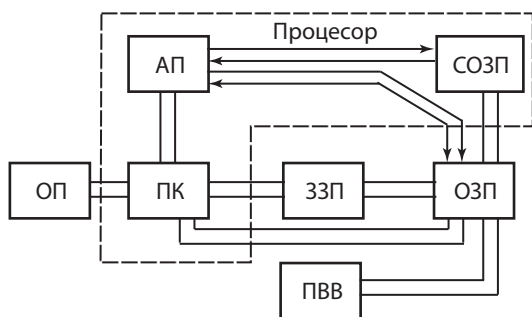 Процесор
АП
СОЗП
ОП
ПК
ЗЗП
ОЗП
ПВВ